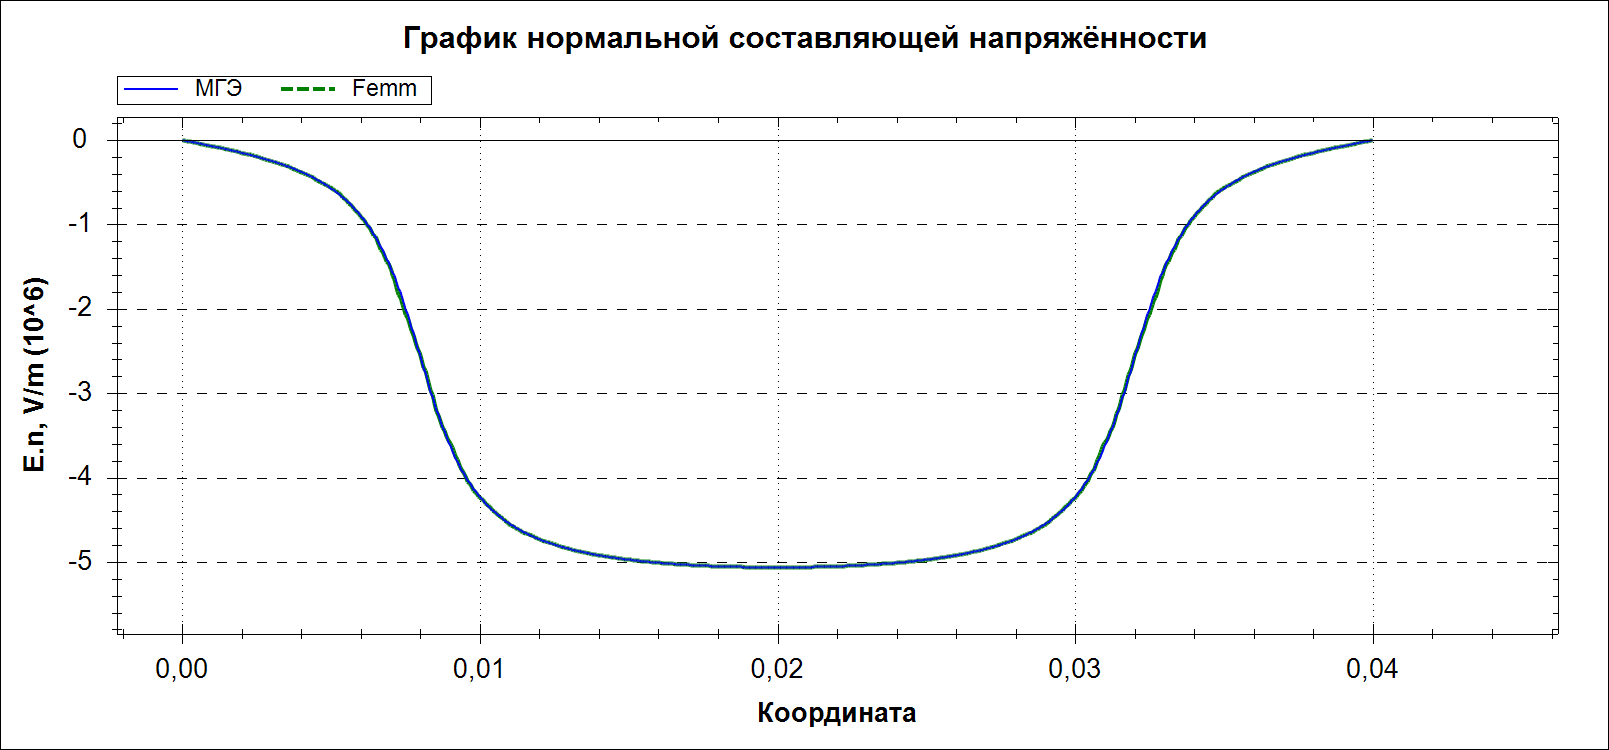 График нормальной составляющей напряжённости
МГЭ Femm
0
-1
-2
-3
-4
-5
E.n, V/m (10^6)
0,00 0,01 0,02 0,03 0,04
Координата